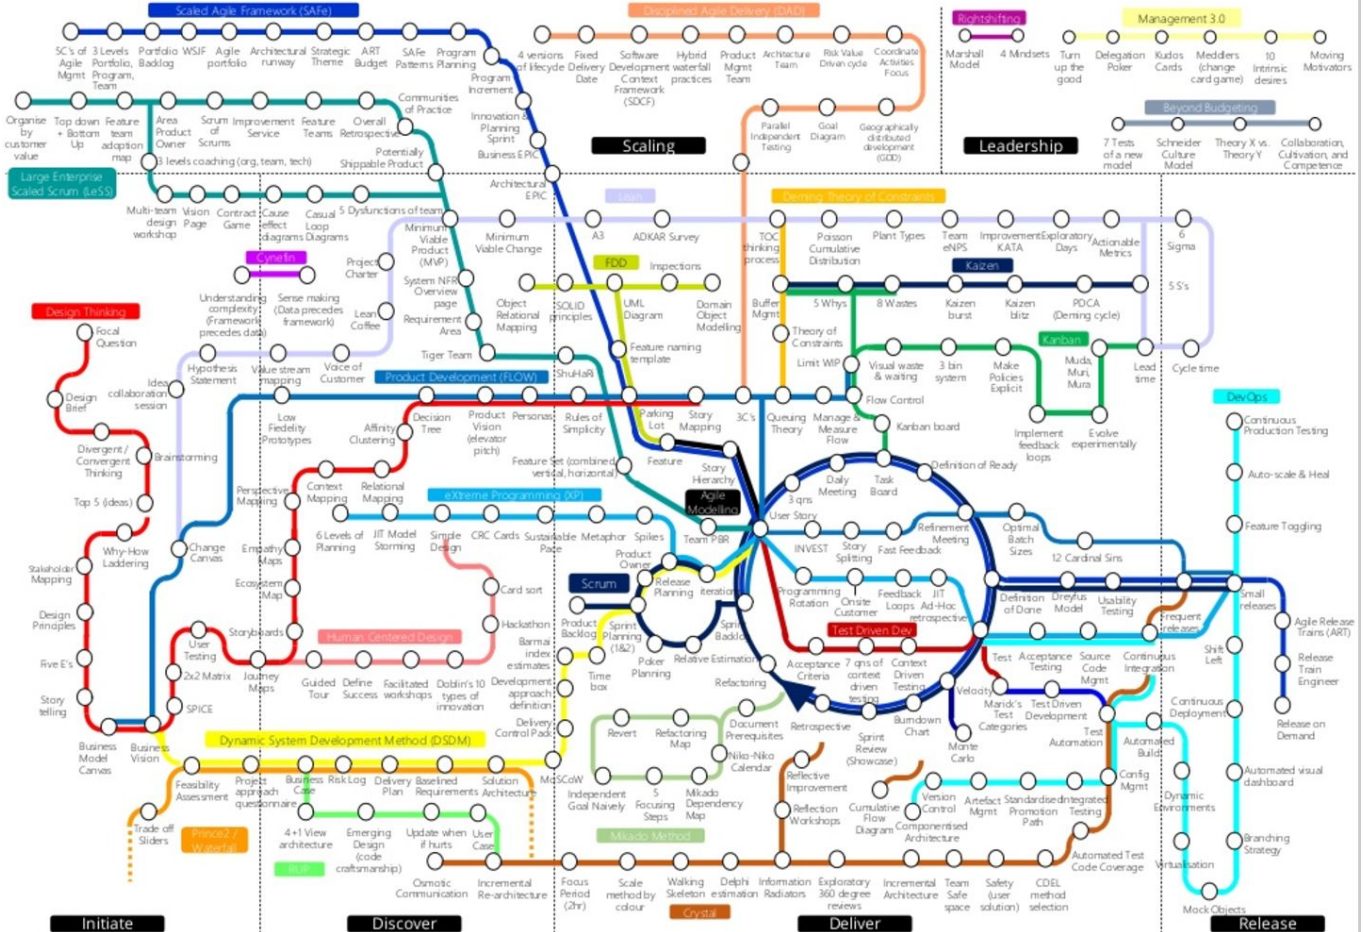 Scaled Agile Framework (SAFe)
5C's of
Agile
Mgmt
3 Levels
Portfolio,
Program,
Team
Portfolio
Backlog
WSJF
Agile
portfolio
Architectural
runway
Strategic
Theme
ART
Budget
SAFe
Patterns
Program
Planning
Program
Increment
Innovation &
Planning
Sprint
Business EPIC
Architectural
EPIC
Disciplined Agile Delivery (DAD)
4 versions
of lifecycle
Fixed
Delivery
Date
Software
Development
Context
Framework
(SDCF)
Hybrid
waterfall
practices
Product
Mgmt
Team
Architecture
Team
Risk Value
Driven cycle
Coordinate
Activities
Focus
Parallel
Independent
Testing
Goal
Diagram
Geographically
distributed
development
(GDD)
Scaling
Rightshifting
Marshall
Model
4 Mindsets
Management 3.0
Turn
up the
good
Delegation
Poker
Kudos
Cards
Meddlers
(change
card game)
10
Intrinsic
desires
Moving
Motivators
Beyond Budgeting
7 Tests
of a new
model
Schneider
Culture
Model
Theory X vs.
Theory Y
Collaboration,
Cultivation, and
Competence
Leadership
Organise
by
customer
value
Top down
+ Bottom
Up
Feature
team
adoption
map
Area
Product
Owner
Scrum
of
Scrums
Improvement
Service
Feature
Teams
Overall
Retrospective
Communities
of Practice
Potentially
Shippable Product
3 levels coaching (org, team, tech)
Large Enterprise
Scaled Scrum (LeSS)
Multi-team
design
workshop
Vision
Page
Contract
Game
Cause
effect
diagrams
Casual
Loop
Diagrams
5 Dysfunctions of team
Minimum
Viable
Product
(MVP)
System NFR
Overview
page
Requirement
Area
Tiger Team
ShuHaRi
Lean
Minimum
Viable Change
A3
ADKAR Survey
Deming Theory of Constraints
TOC
thinking
process
Poisson
Cumulative
Distribution
Plant Types
Team
eNPS
Improvement
KATA
Exploratory
Days
Actionable
Metrics
6
Sigma
5 S's
Cycle time
Lead
time
Cynefin
Understanding
complexity
(Framework
precedes data)
Sense making
(Data precedes
framework)
Project
Charter
Lean
Coffee
Voice of
Customer
Value stream
mapping
Hypothesis
Statement
Idea
collaboration
session
Change
Canvas
FDD
Object
Relational
Mapping
SOLID
principles
UML
Diagram
Inspections
Domain
Object
Modelling
Feature naming
template
Kaizen
Buffer
Mgmt
5 Whys
8 Wastes
Kaizen
burst
Kaizen
blitz
PDCA
(Deming cycle)
Theory of
Constraints
Kanban
Limit WIP
Visual waste
& waiting
3 bin
system
Make
Policies
Explicit
Muda,
Muri,
Mura
Implement
feedback
loops
Evolve
experimentally
Flow Control
Kanban board
Design Thinking
Focal
Question
Design
Brief
Divergent /
Convergent
Thinking
Brainstorming
Top 5 (ideas)
Why-How
Laddering
Stakeholder
Mapping
Design
Principles
Five E's
Story
telling
Business
Model
Canvas
Business
Vision
SPICE
2x2 Matrix
User
Testing
Journey
Maps
Storyboards
Ecosystem
Map
Empathy
Maps
Perspective
Mapping
Context
Mapping
Relational
Mapping
Affinity
Clustering
Product Development (FLOW)
Low
Fidelity
Prototypes
Decision
Tree
Product
Vision
(elevator
pitch)
Personas
Rules of
Simplicity
Parking
Lot
Story
Mapping
3C's
Queuing
Theory
Manage &
Measure
Flow
Feature Set (combined,
vertical, horizontal)
Feature
Story
Hierarchy
Agile
Modelling
Team PBR
User Story
eXtreme Programming (XP)
6 Levels of
Planning
JIT Model
Storming
Simple
Design
CRC Cards
Sustainable
Pace
Metaphor
Spikes
Card sort
Hackathon
Human Centered Design
Guided
Tour
Define
Success
Facilitated
workshops
Doblin's 10
types of
innovation
Scrum
Product
Owner
Release
Planning
iteration
Product
Backlog
Sprint
Planning
(1&2)
Poker
Planning
Relative Estimation
Sprint
Backlog
3 qns
Daily
Meeting
Task
Board
Definition of Ready
Refinement
Meeting
INVEST
Story
Splitting
Fast Feedback
Optimal
Batch
Sizes
12 Cardinal Sins
Programming
Rotation
Onsite
Customer
Feedback
Loops
JIT
Ad-Hoc
retrospective
Definition
of Done
Dreyfus
Model
Usability
Testing
Frequent
releases
Small
releases
Test Driven Dev
Acceptance
Criteria
7 qns of
context
driven
testing
Context
Driven
Testing
Test
Acceptance
Testing
Source
Code
Mgmt
Continuous
Integration
Refactoring
Retrospective
Sprint
Review
(Showcase)
Burndown
Chart
Velocity
Monte
Carlo
Marick's
Test
Categories
Test Driven
Development
Test
Automation
Barmai
index
estimates
Time
box
Development
approach
definition
Delivery
Control Pack
MoSCoW
Dynamic System Development Method (DSDM)
Feasibility
Assessment
Project
approach
questionnaire
Business
Case
Risk Log
Delivery
Plan
Baselined
Requirements
Solution
Architecture
Trade off
Sliders
Prince2 /
Waterfall
4+1 View
architecture
Emerging
Design
(code
craftsmanship)
Update when
if hurts
User
Case
RUP
Revert
Refactoring
Map
Document
Prerequisites
Niko-Niko
Calendar
Independent
Goal Naively
5
Focusing
Steps
Mikado
Dependency
Map
Mikado Method
Osmotic
Communication
Incremental
Re-architecture
Focus
Period
(2hr)
Scale
method by
colour
Walking
Skeleton
Delphi
estimation
Information
Radiators
Exploratory
360 degree
reviews
Incremental
Architecture
Team
Safe
space
Safety
(user
solution)
CDEL
method
selection
Crystal
Reflective
Improvement
Reflection
Workshops
Cumulative
Flow
Diagram
Version
Control
Componentised
Architecture
Artefact
Mgmt
Standardised
Promotion
Path
Integrated
Testing
Config
Mgmt
Automated Test
Code Coverage
DevOps
Continuous
Production Testing
Auto-scale & Heal
Feature Toggling
Shift
Left
Continuous
Deployment
Automated
Build
Dynamic
Environments
Virtualisation
Mock Objects
Automated visual
dashboard
Branching
Strategy
Agile Release
Trains (ART)
Release
Train
Engineer
Release on
Demand
Initiate
Discover
Deliver
Release